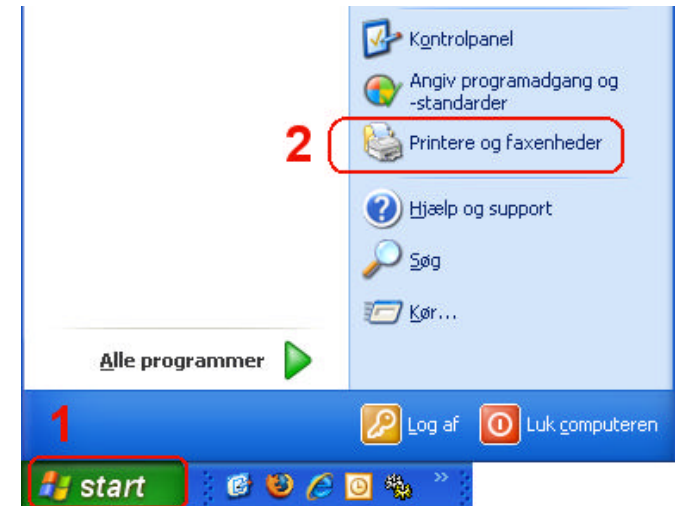 Kontrolpanel
Angiv programadgang og
-standarder
2
Printere og faxenheder
Hjælp og support
Søg
Kør...
Alle programmer
1
Log af
Luk computeren
start
»